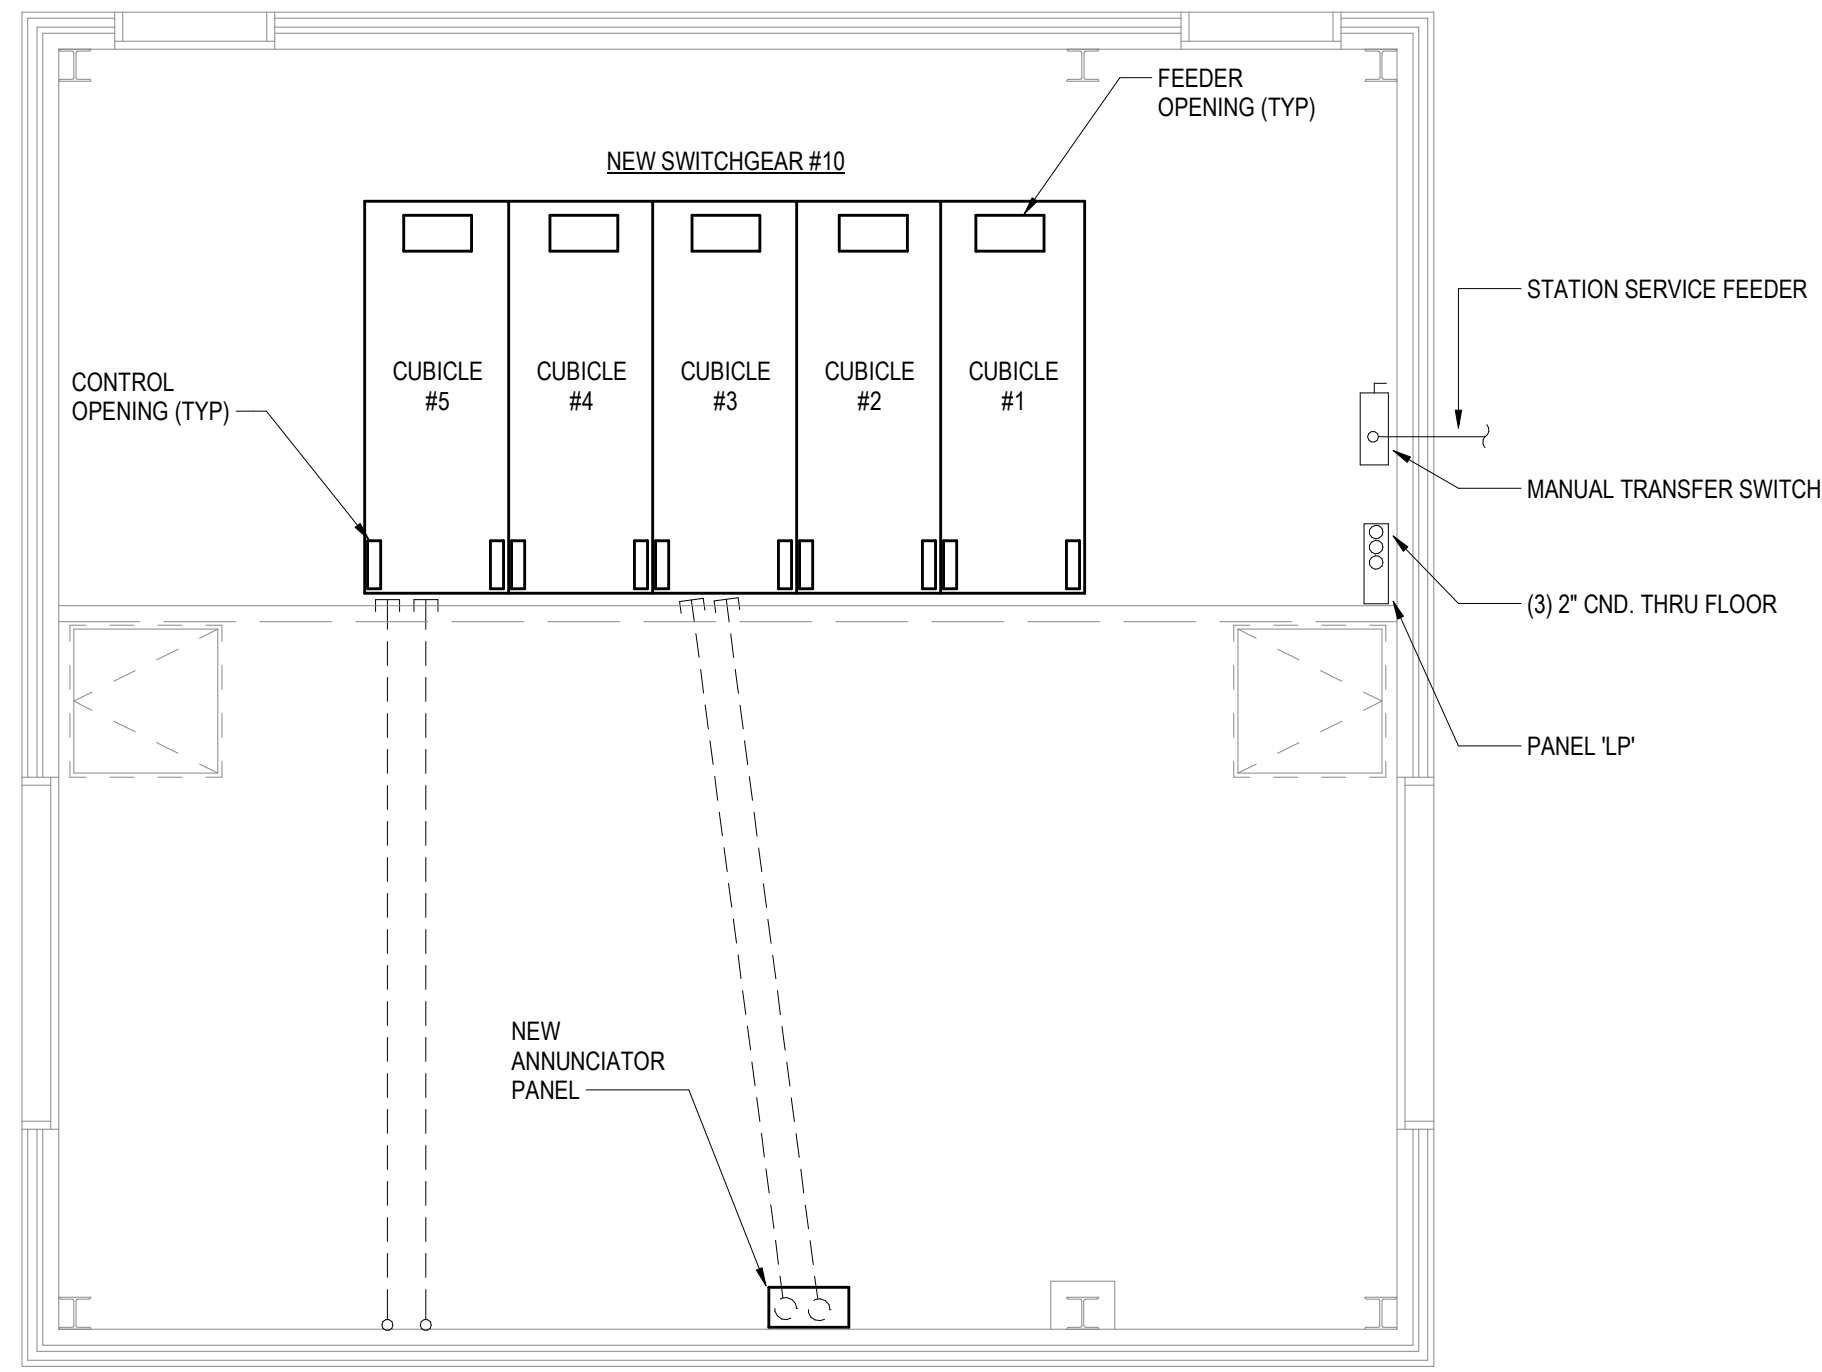 FEEDER
OPENING (TYP)
NEW SWITCHGEAR #10
STATION SERVICE FEEDER
CONTROL
OPENING (TYP)
CUBICLE
#5
CUBICLE
#4
CUBICLE
#3
CUBICLE
#2
CUBICLE
#1
MANUAL TRANSFER SWITCH
(3) 2" CND. THRU FLOOR
PANEL 'LP'
NEW
ANNUNCIATOR
PANEL